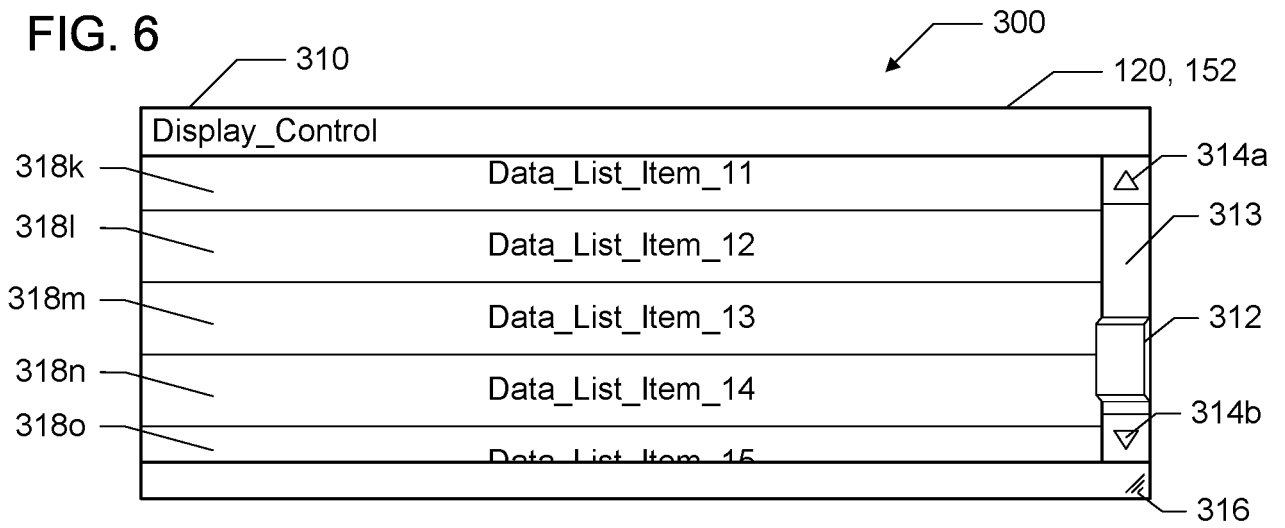 FIG. 6
300
310
120, 152
Display_Control
318k
Data_List_Item_11
314a
318l
Data_List_Item_12
313
318m
Data_List_Item_13
312
318n
Data_List_Item_14
314b
318o
Data_List_Item_15
316